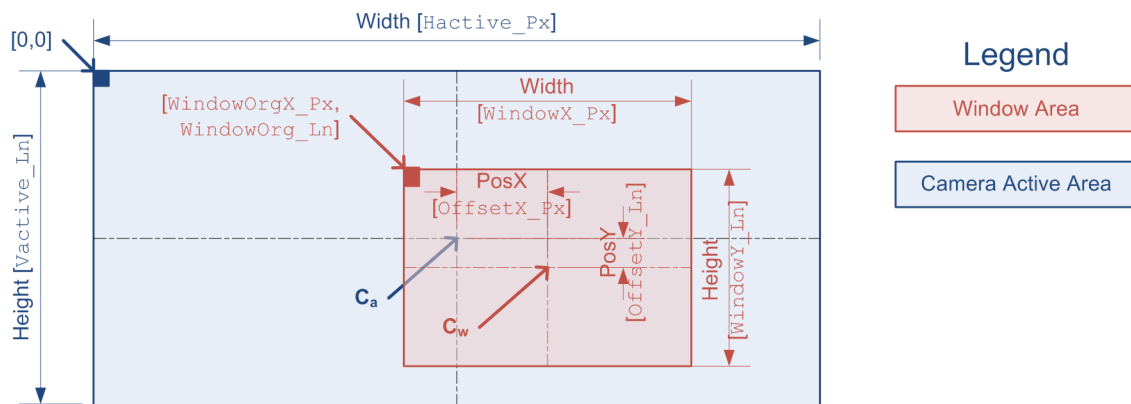 Width [Hactive_Px]
[0,0]
Legend
Width
[WindowX_Px]
[WindowOrgX_Px,
WindowOrg_Ln]
Window Area
PosX
[OffsetX_Px]
Camera Active Area
Height [Vactive_Ln]
PosY
[OffsetY_Ln]
Height
[WindowY_Ln]
Ca
Cw